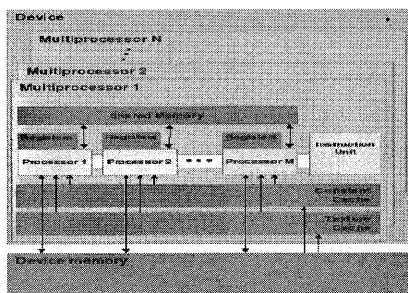 Device
Multiprocessor N
Multiprocessor 2
Multiprocessor 1
Shared Memory
Registers Registers Registers
Processor 1 Processor 2 Processor M Instruction
Unit
Constant
Cache
Texture
Cache
Device memory